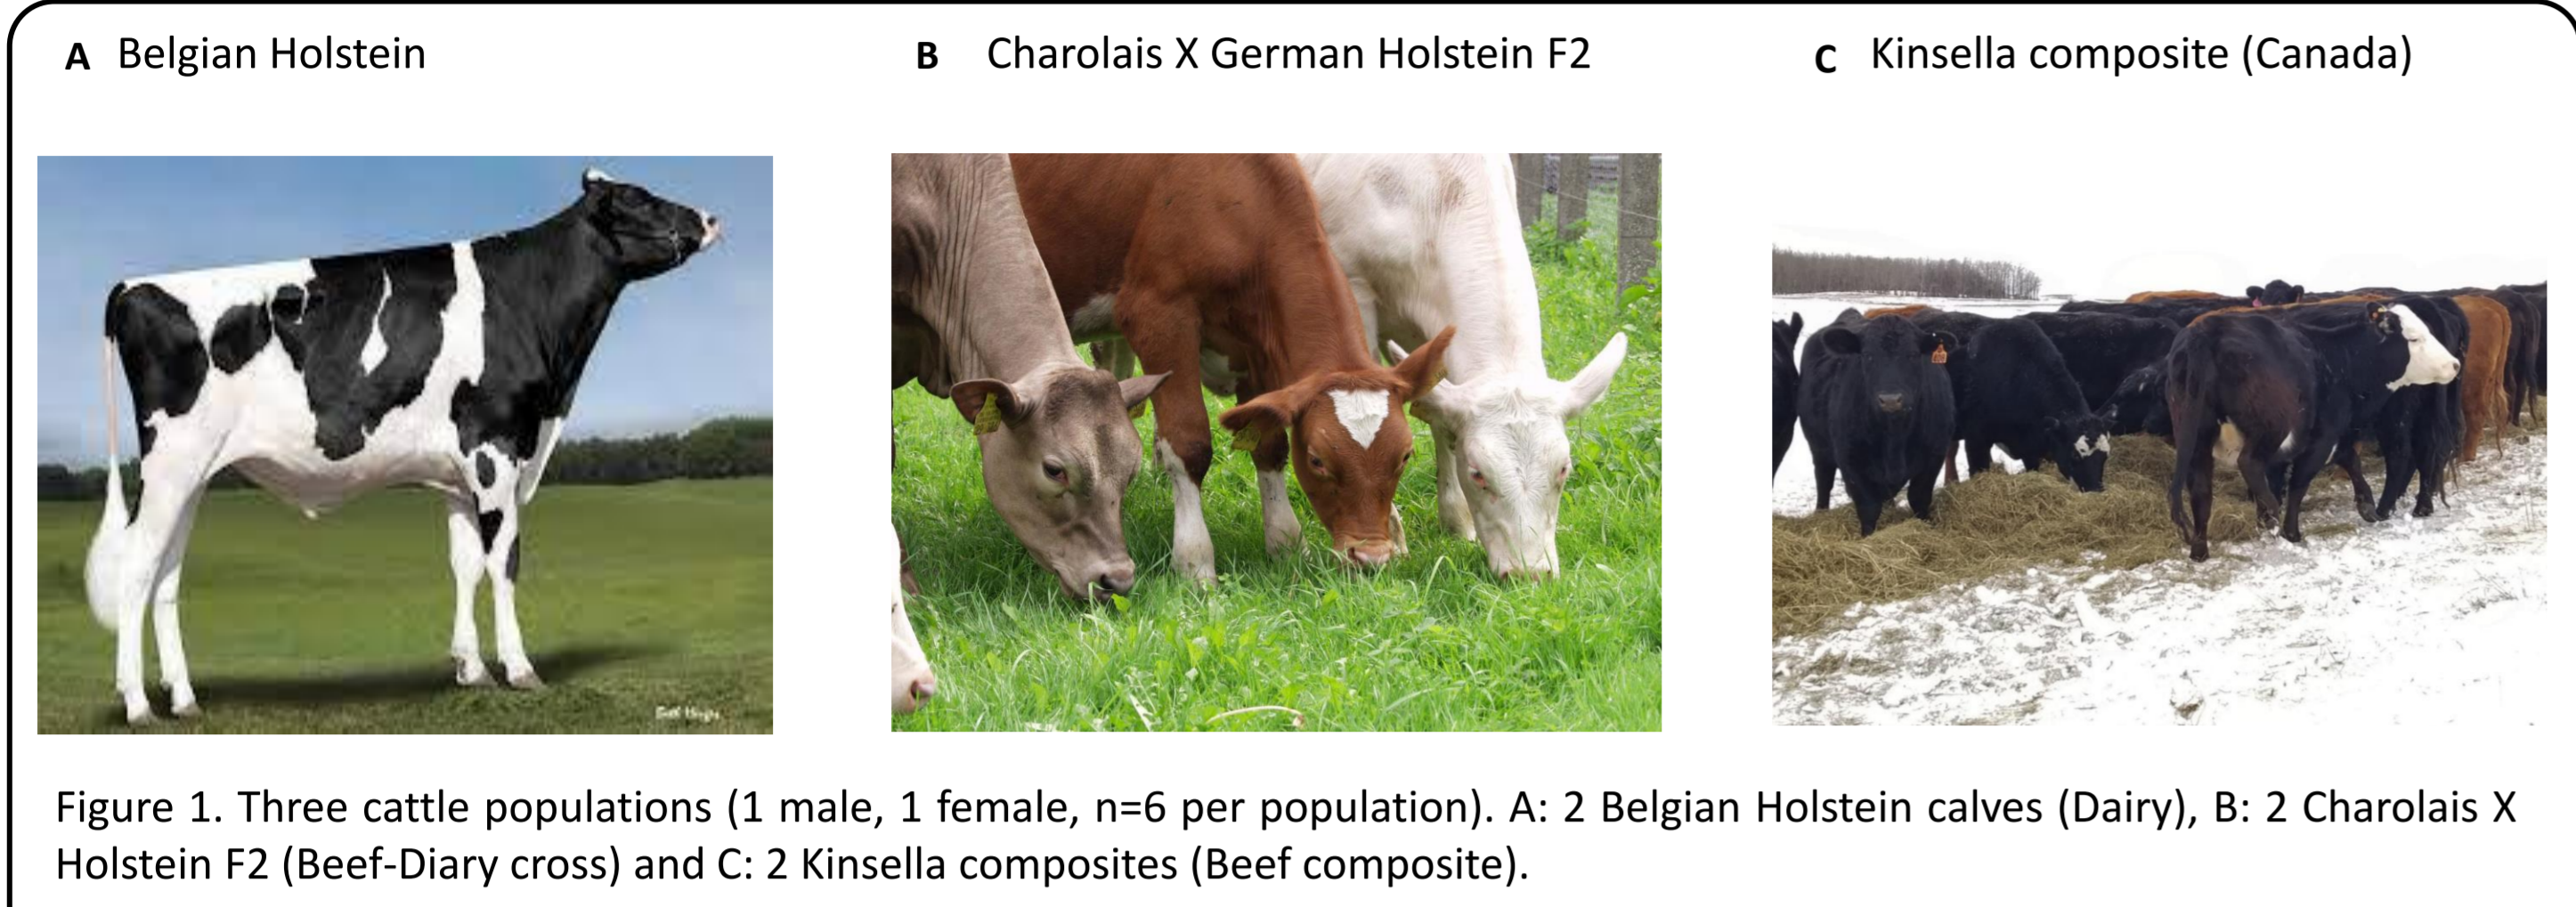 A Belgian Holstein
B Charolais X German Holstein F2
C Kinsella composite (Canada)
Figure 1. Three cattle populations (1 male, 1 female, n=6 per population). A: 2 Belgian Holstein calves (Dairy), B: 2 Charolais X
Holstein F2 (Beef-Diary cross) and C: 2 Kinsella composites (Beef composite).